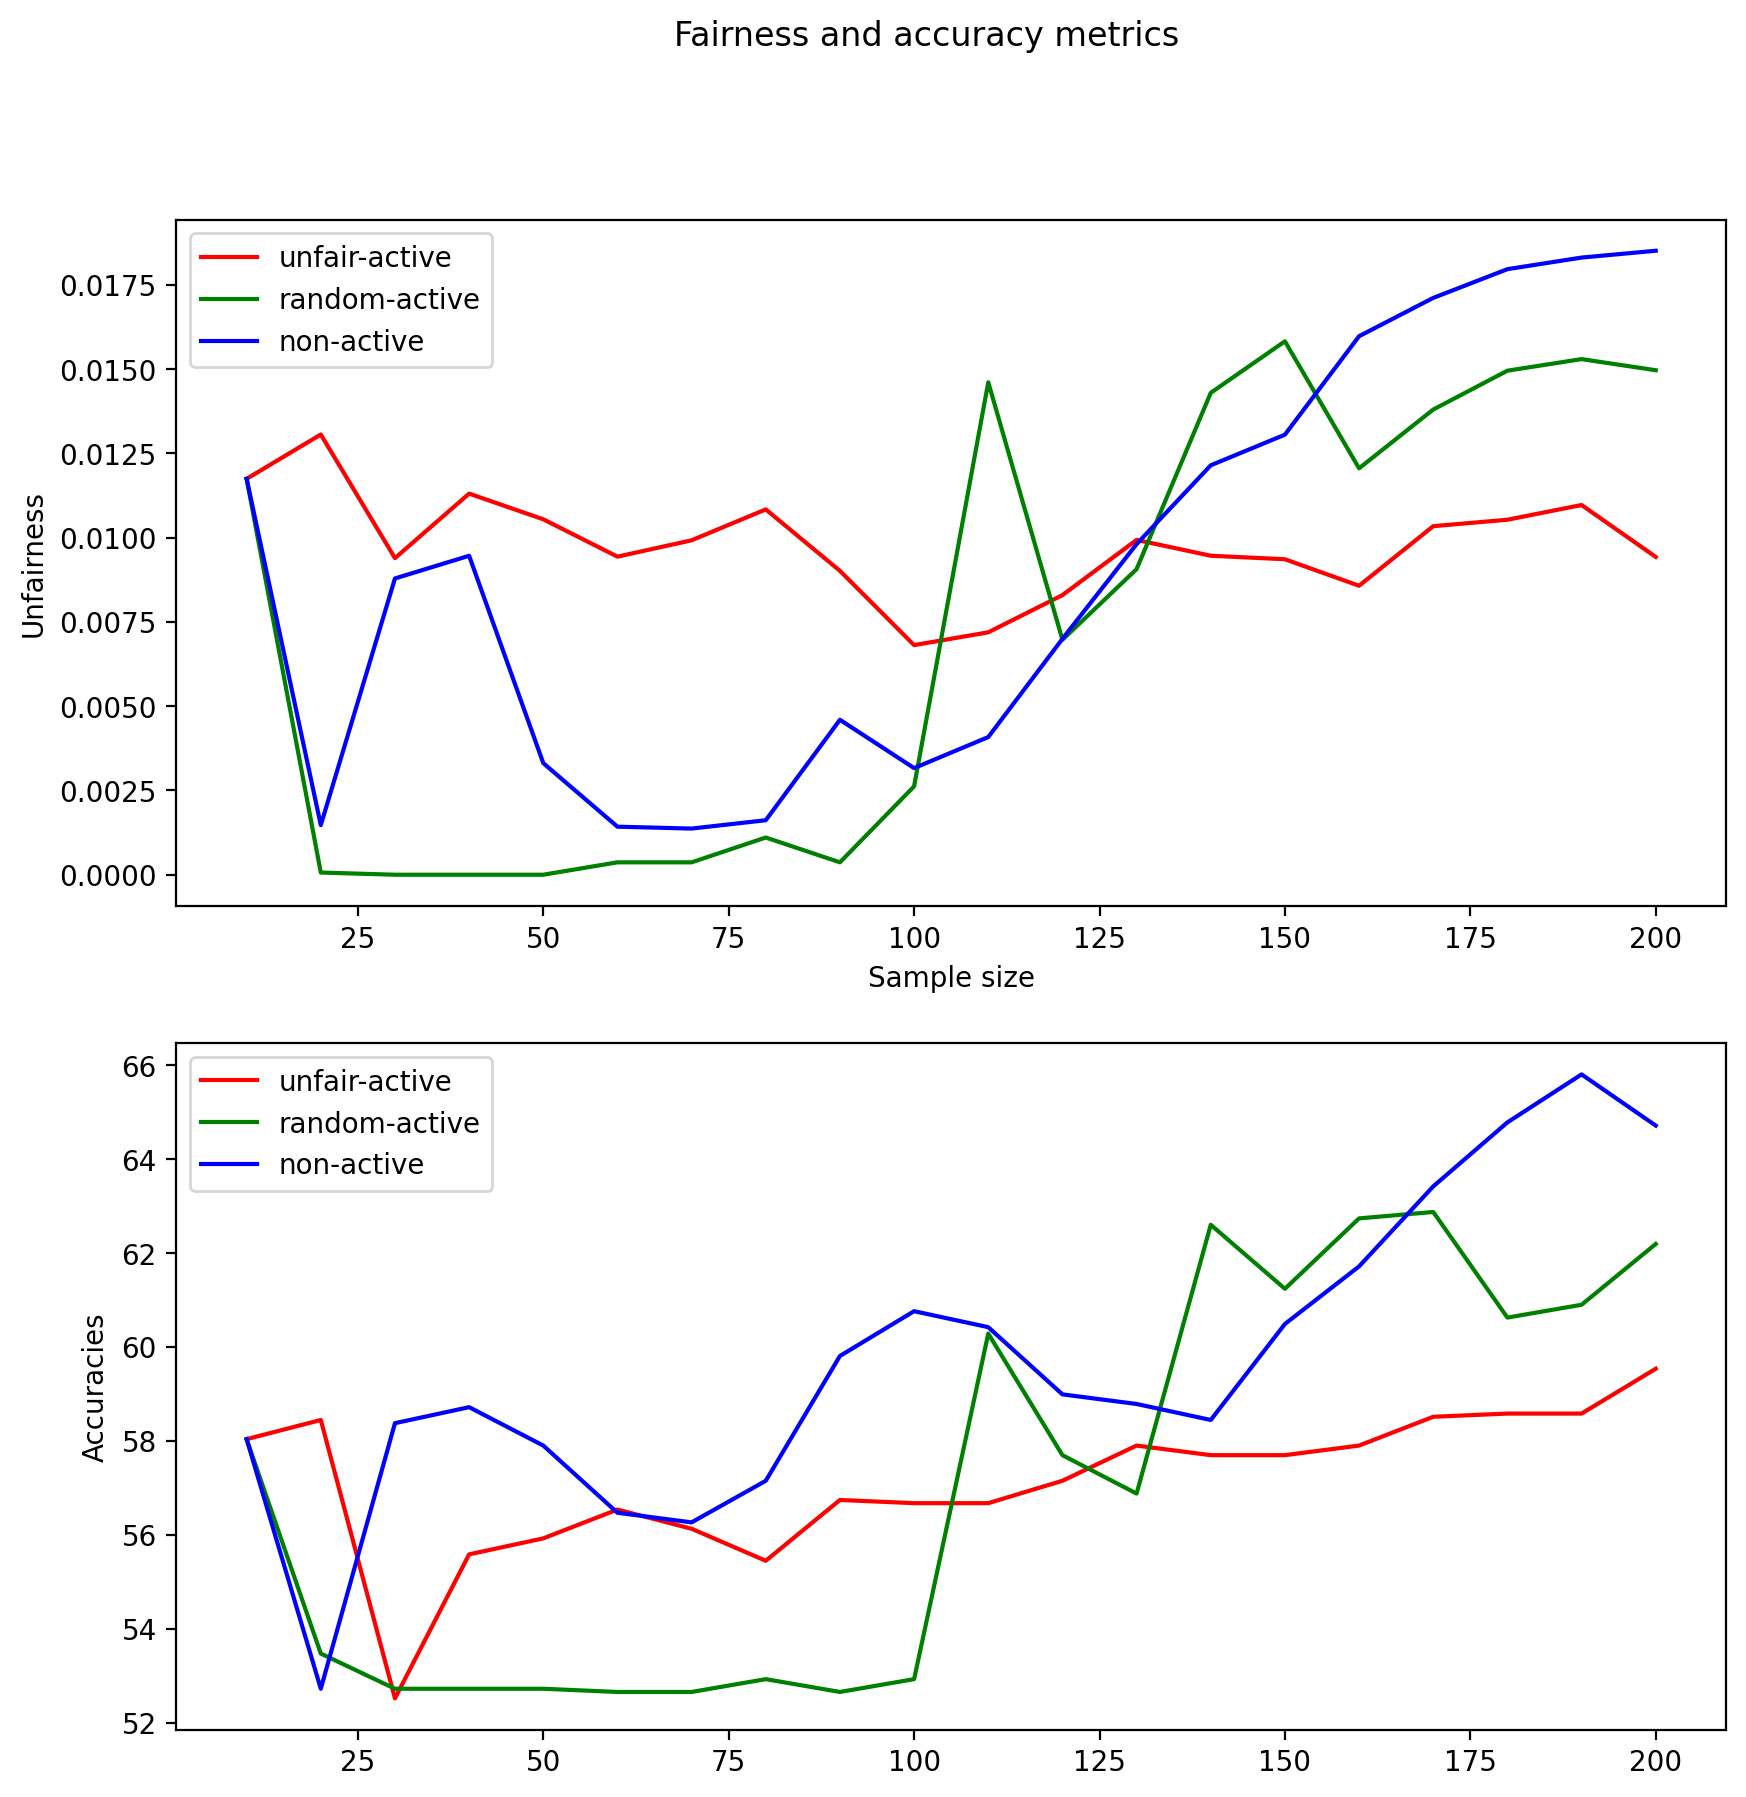 Fairness and accuracy metrics
unfair-active
random-active
non-active
0.0175
0.0150
0.0125
0.0100
0.0075
0.0050
0.0025
0.0000
Unfairness
25 50 75 100 125 150 175 200
Sample size
unfair-active
random-active
non-active
66
64
62
60
58
56
54
52
Accuracies
25 50 75 100 125 150 175 200